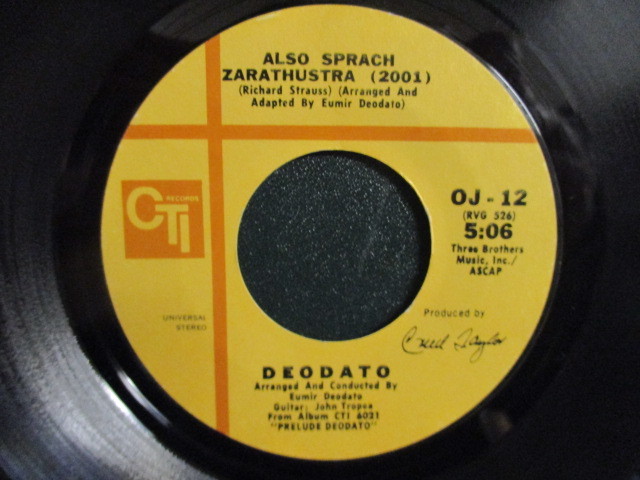 ALSO SPRACH
ZARATHUSTRA (2001)
(Richard Strauss) (Arranged And
Adapted By Eumir Deodato)
CTI
RECORDS
OJ - 12
(RVG 526)
5:06
Three Brothers
Music, Inc./
ASCAP
UNIVERSAL
STEREO
Produced by
Creed Taylor
DEODATO
Arranged And Conducted By
Eumir Deodato
Guitar: John Tropea
From Album CTI 6021
"PRELUDE DEODATO"